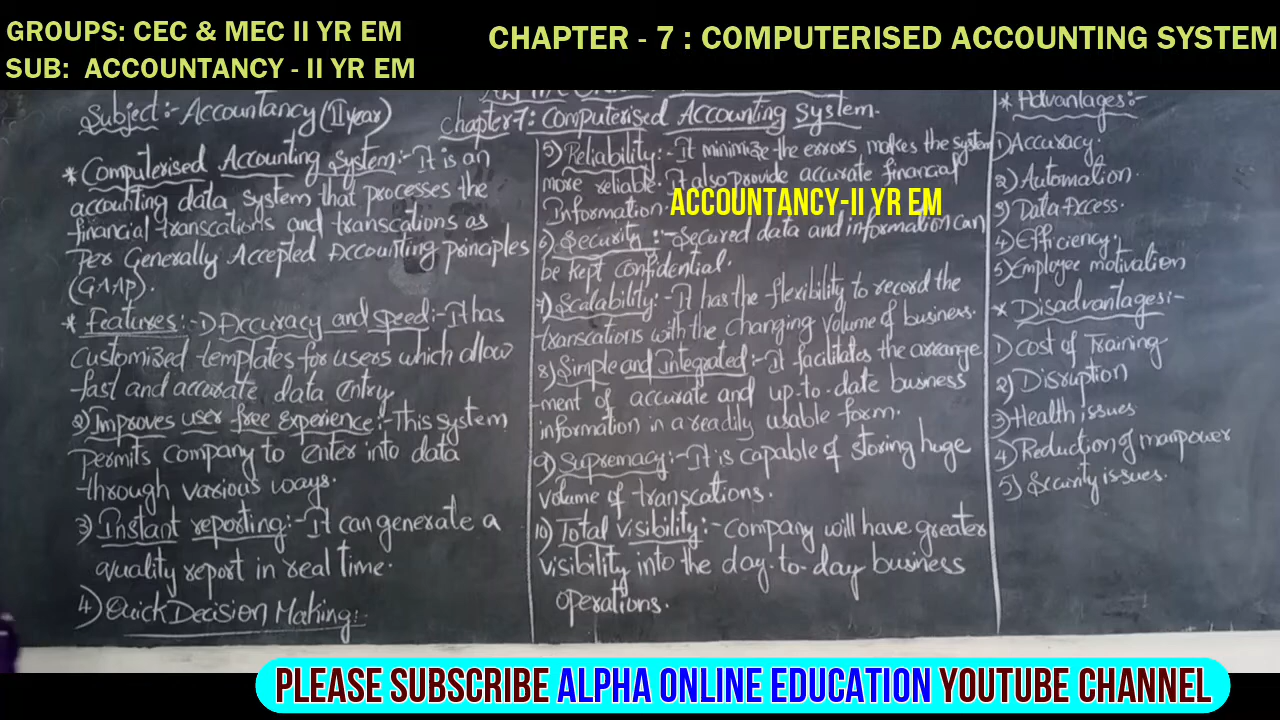 GROUPS: CEC & MEC II YR EM
SUB: ACCOUNTANCY - II YR EM
CHAPTER - 7 : COMPUTERISED ACCOUNTING SYSTEM
Subject:- Accountancy (II year)
chapter-7: Computerised Accounting System.
* Computerised Accounting System:- It is an
accounting data system that processes the
financial transcations and transcations as
per Generally Accepted Accounting principles
(GAAP).
* Features:- 1) Accuracy and speed:- It has
Customized templates for users which allow
fast and accurate data entry
2) Improves user free experience:- This system
permits company to enter into data
through various ways.
3) Instant reporting:- It can generate a
quality report in real time.
4) Quick Decision Making:-
5) Reliability:- It minimize the errors makes the system
more reliable. It also provide accurate financial
Information.
6) Security:- Secured data and information can
be kept confidential.
7) Scalability:- It has the flexibility to record the
transcations with the changing volume of business.
8) Simple and Integrated:- It facilitates the arrange
-ment of accurate and up-to-date business
information in a readily usable form.
9) Supremacy:- It is capable of storing huge
volume of transcations.
10) Total visibility:- Company will have greater
visibility into the day-to-day business
operations.
* Advantages:-
1) Accuracy.
2) Automation.
3) Data Access.
4) Efficiency
5) Employee motivation
* Disadvantages:-
1) Cost of Training
2) Disruption
3) Health issues
4) Reduction of manpower
5) Security issues.
ACCOUNTANCY-II YR EM
PLEASE SUBSCRIBE ALPHA ONLINE EDUCATION YOUTUBE CHANNEL